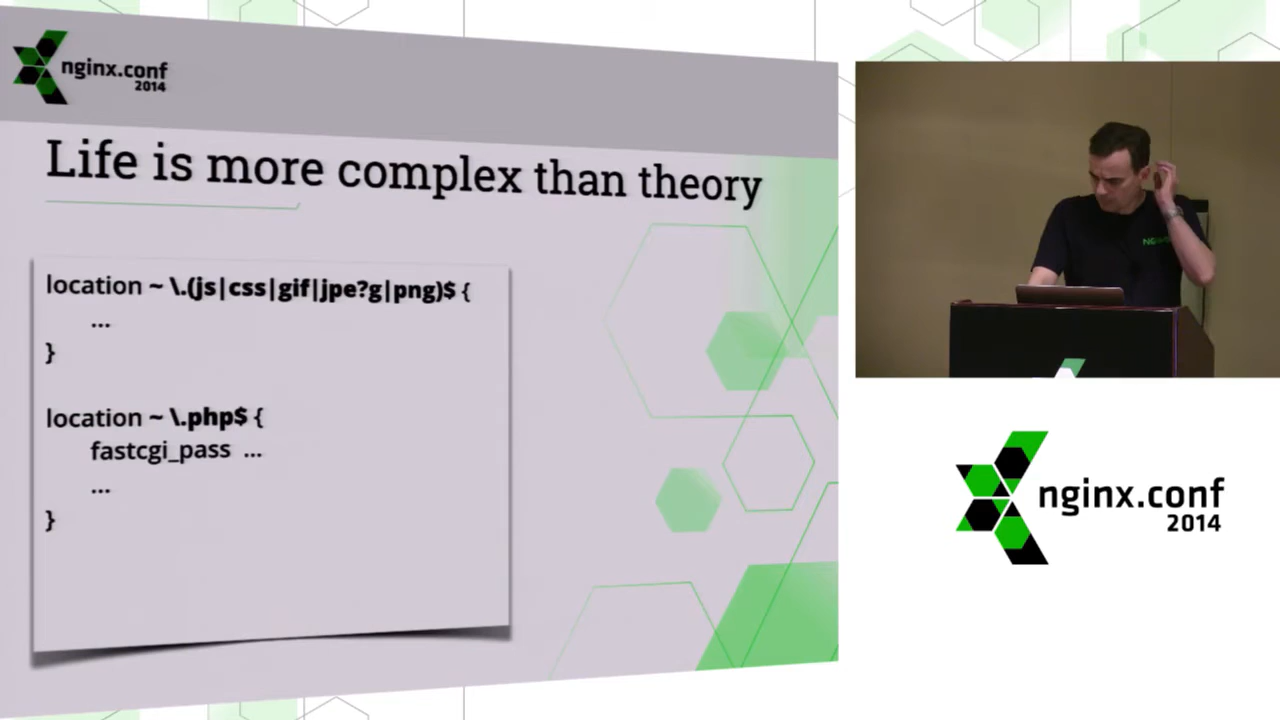 nginx.conf
2014
Life is more complex than theory
location ~ \.(js|css|gif|jpe?g|png)$ {
...
}
location ~ \.php$ {
fastcgi_pass ...
...
}
nginx.conf
2014